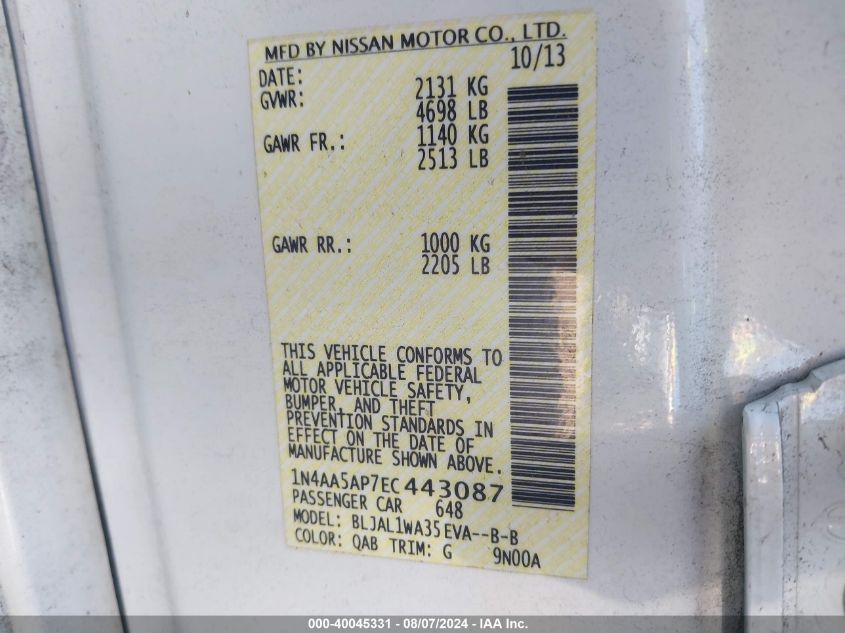 MFD BY NISSAN MOTOR CO., LTD.
DATE: 10/13
GVWR: 2131 KG
4698 LB
GAWR FR.: 1140 KG
2513 LB
GAWR RR.: 1000 KG
2205 LB
THIS VEHICLE CONFORMS TO
ALL APPLICABLE FEDERAL
MOTOR VEHICLE SAFETY,
BUMPER, AND THEFT
PREVENTION STANDARDS IN
EFFECT ON THE DATE OF
MANUFACTURE SHOWN ABOVE.
1N4AA5AP7EC443087
PASSENGER CAR 648
MODEL: BLJAL1WA35EVA--B-B
COLOR: QAB TRIM: G 9N00A
000-40045331 - 08/07/2024 - IAA Inc.